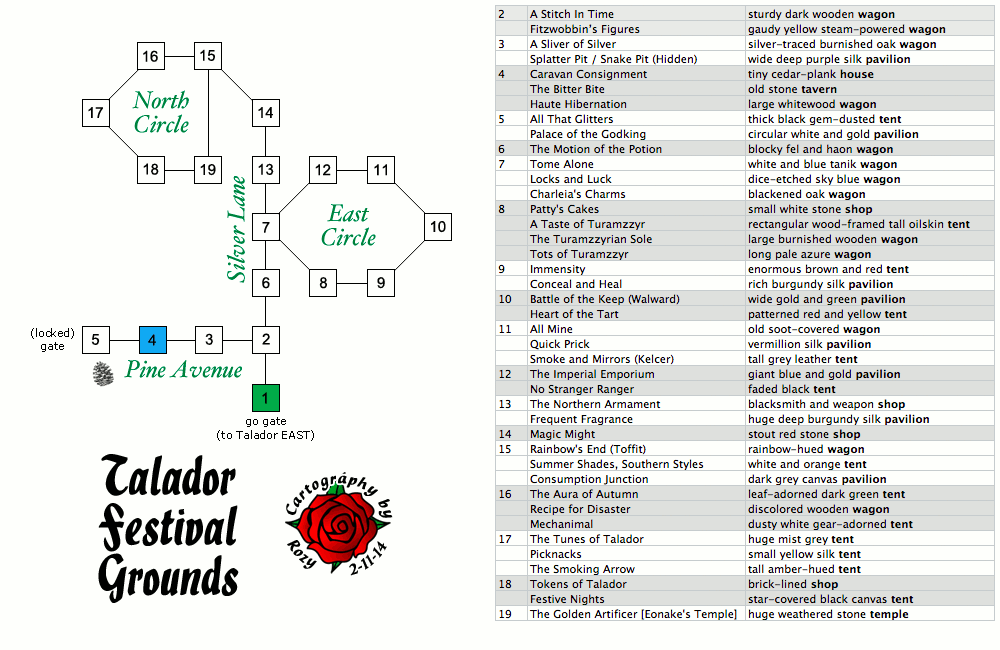 16
15
North
Circle
17
14
18
19
13
12
11
Silver Lane
7
East
Circle
10
6
8
9
(locked)
gate
5
4
3
2
Pine Avenue
1
go gate
(to Talador EAST)
Talador
Festival
Grounds
Cartography by
Rozy 2-11-14
2 A Stitch In Time sturdy dark wooden wagon
Fitzwobbin's Figures gaudy yellow steam-powered wagon
3 A Sliver of Silver silver-traced burnished oak wagon
Splatter Pit / Snake Pit (Hidden) wide deep purple silk pavilion
4 Caravan Consignment tiny cedar-plank house
The Bitter Bite old stone tavern
Haute Hibernation large whitewood wagon
5 All That Glitters thick black gem-dusted tent
Palace of the Godking circular white and gold pavilion
6 The Motion of the Potion blocky fel and haon wagon
7 Tome Alone white and blue tanik wagon
Locks and Luck dice-etched sky blue wagon
Charleia's Charms blackened oak wagon
8 Patty's Cakes small white stone shop
A Taste of Turamzzyr rectangular wood-framed tall oilskin tent
The Turamzzyrian Sole large burnished wooden wagon
Tots of Turamzzyr long pale azure wagon
9 Immensity enormous brown and red tent
Conceal and Heal rich burgundy silk pavilion
10 Battle of the Keep (Walward) wide gold and green pavilion
Heart of the Tart patterned red and yellow tent
11 All Mine old soot-covered wagon
Quick Prick vermillion silk pavilion
Smoke and Mirrors (Kelcer) tall grey leather tent
12 The Imperial Emporium giant blue and gold pavilion
No Stranger Ranger faded black tent
13 The Northern Armament blacksmith and weapon shop
Frequent Fragrance huge deep burgundy silk pavilion
14 Magic Might stout red stone shop
15 Rainbow's End (Toffit) rainbow-hued wagon
Summer Shades, Southern Styles white and orange tent
Consumption Junction dark grey canvas pavilion
16 The Aura of Autumn leaf-adorned dark green tent
Recipe for Disaster discolored wooden wagon
Mechanimal dusty white gear-adorned tent
17 The Tunes of Talador huge mist grey tent
Picknacks small yellow silk tent
The Smoking Arrow tall amber-hued tent
18 Tokens of Talador brick-lined shop
Festive Nights star-covered black canvas tent
19 The Golden Artificer [Eonake's Temple] huge weathered stone temple